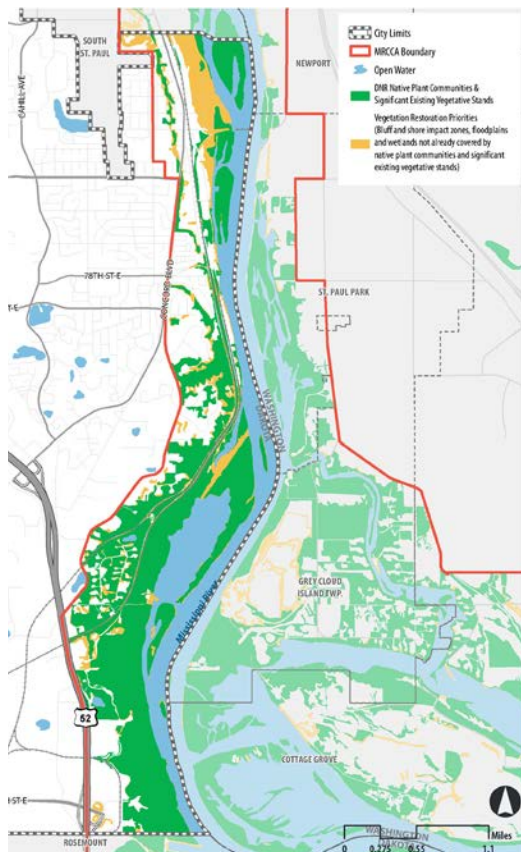 City Limits
MRCCA Boundary
Open Water
DNR Native Plant Communities &
Significant Existing Vegetative Stands
Vegetation Restoration Priorities
(Bluff and shore impact zones, floodplains
and wetlands not already covered by
native plant communities and significant
existing vegetative stands)
SOUTH
ST. PAUL
NEWPORT
CAHILL AVE
78TH ST E
CONCORD BLVD
ST. PAUL PARK
WASHINGTON
Mississippi River
GREY CLOUD
ISLAND TWP.
52
COTTAGE GROVE
ROSEMOUNT
WASHINGTON
DAKOTA
Miles
0 0.275 0.55 1.1